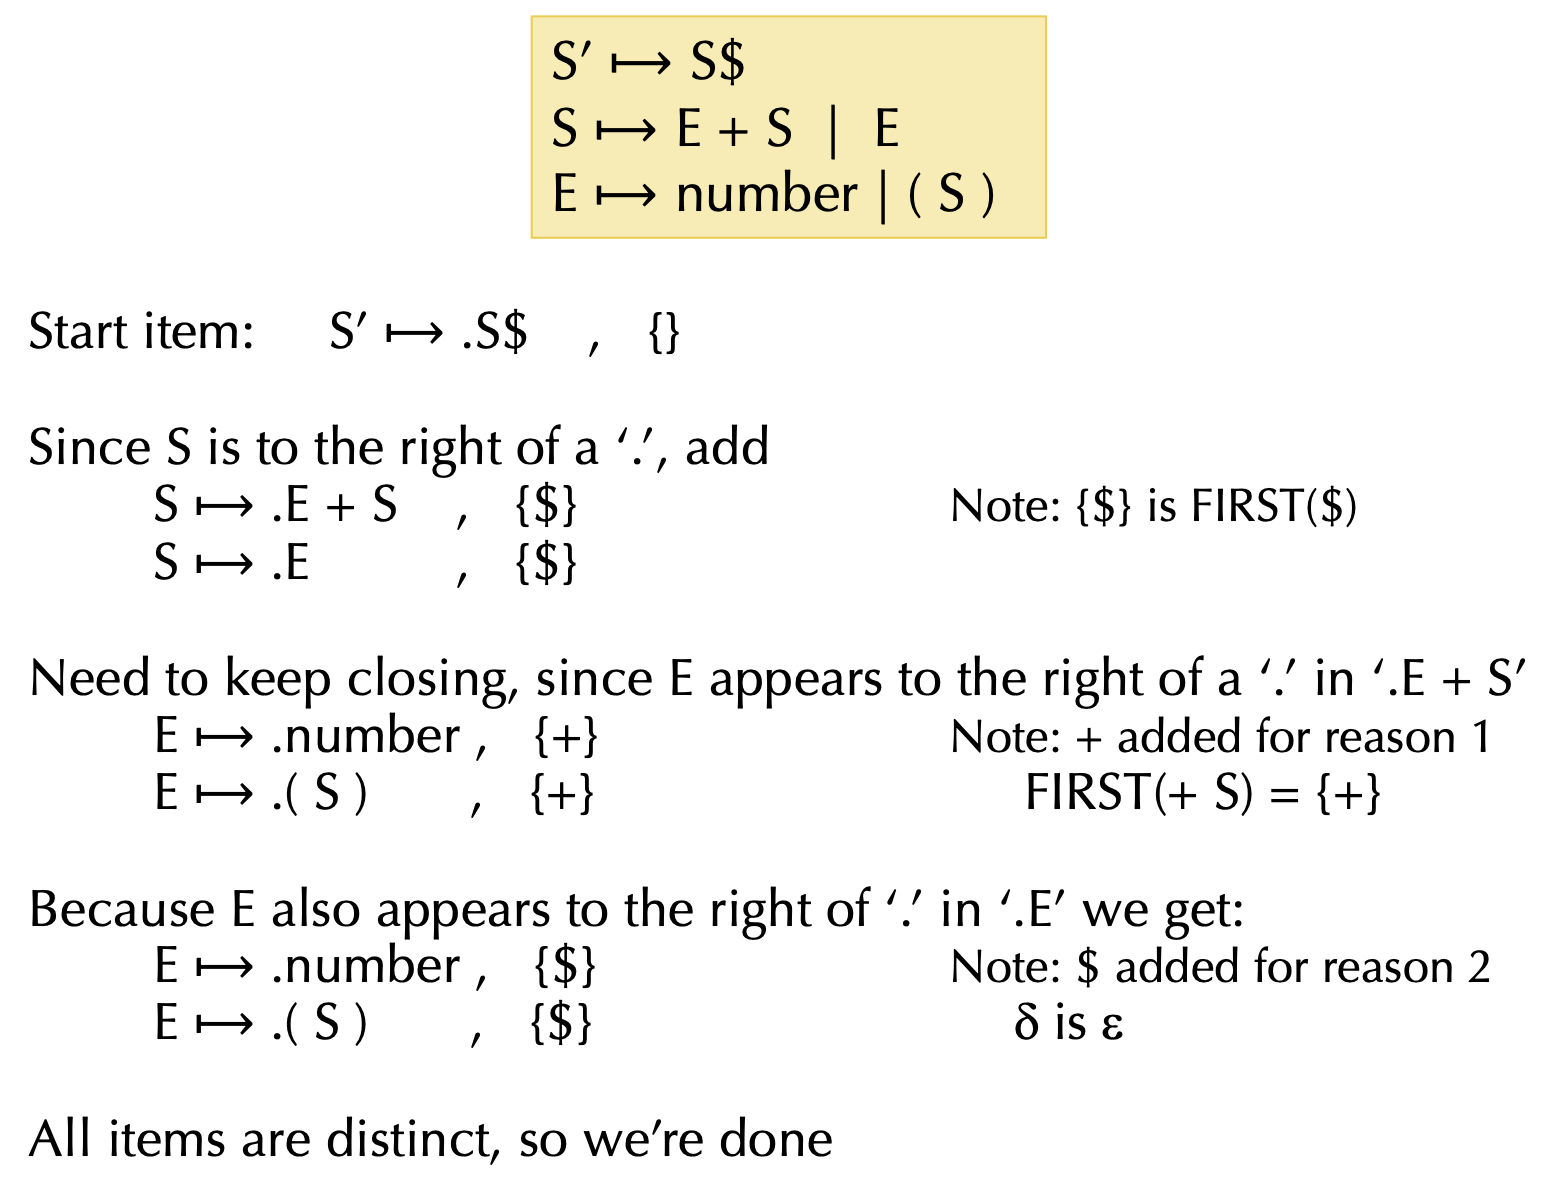 S′ ⟼ S$
S ⟼ E + S | E
E ⟼ number | ( S )
Start item: S′ ⟼ .S$ , {}
Since S is to the right of a ‘.’, add
S ⟼ .E + S , {$} Note: {$} is FIRST($)
S ⟼ .E , {$}
Need to keep closing, since E appears to the right of a ‘.’ in ‘.E + S’
E ⟼ .number , {+} Note: + added for reason 1
E ⟼ .( S ) , {+} FIRST(+ S) = {+}
Because E also appears to the right of ‘.’ in ‘.E’ we get:
E ⟼ .number , {$} Note: $ added for reason 2
E ⟼ .( S ) , {$} δ is ε
All items are distinct, so we’re done